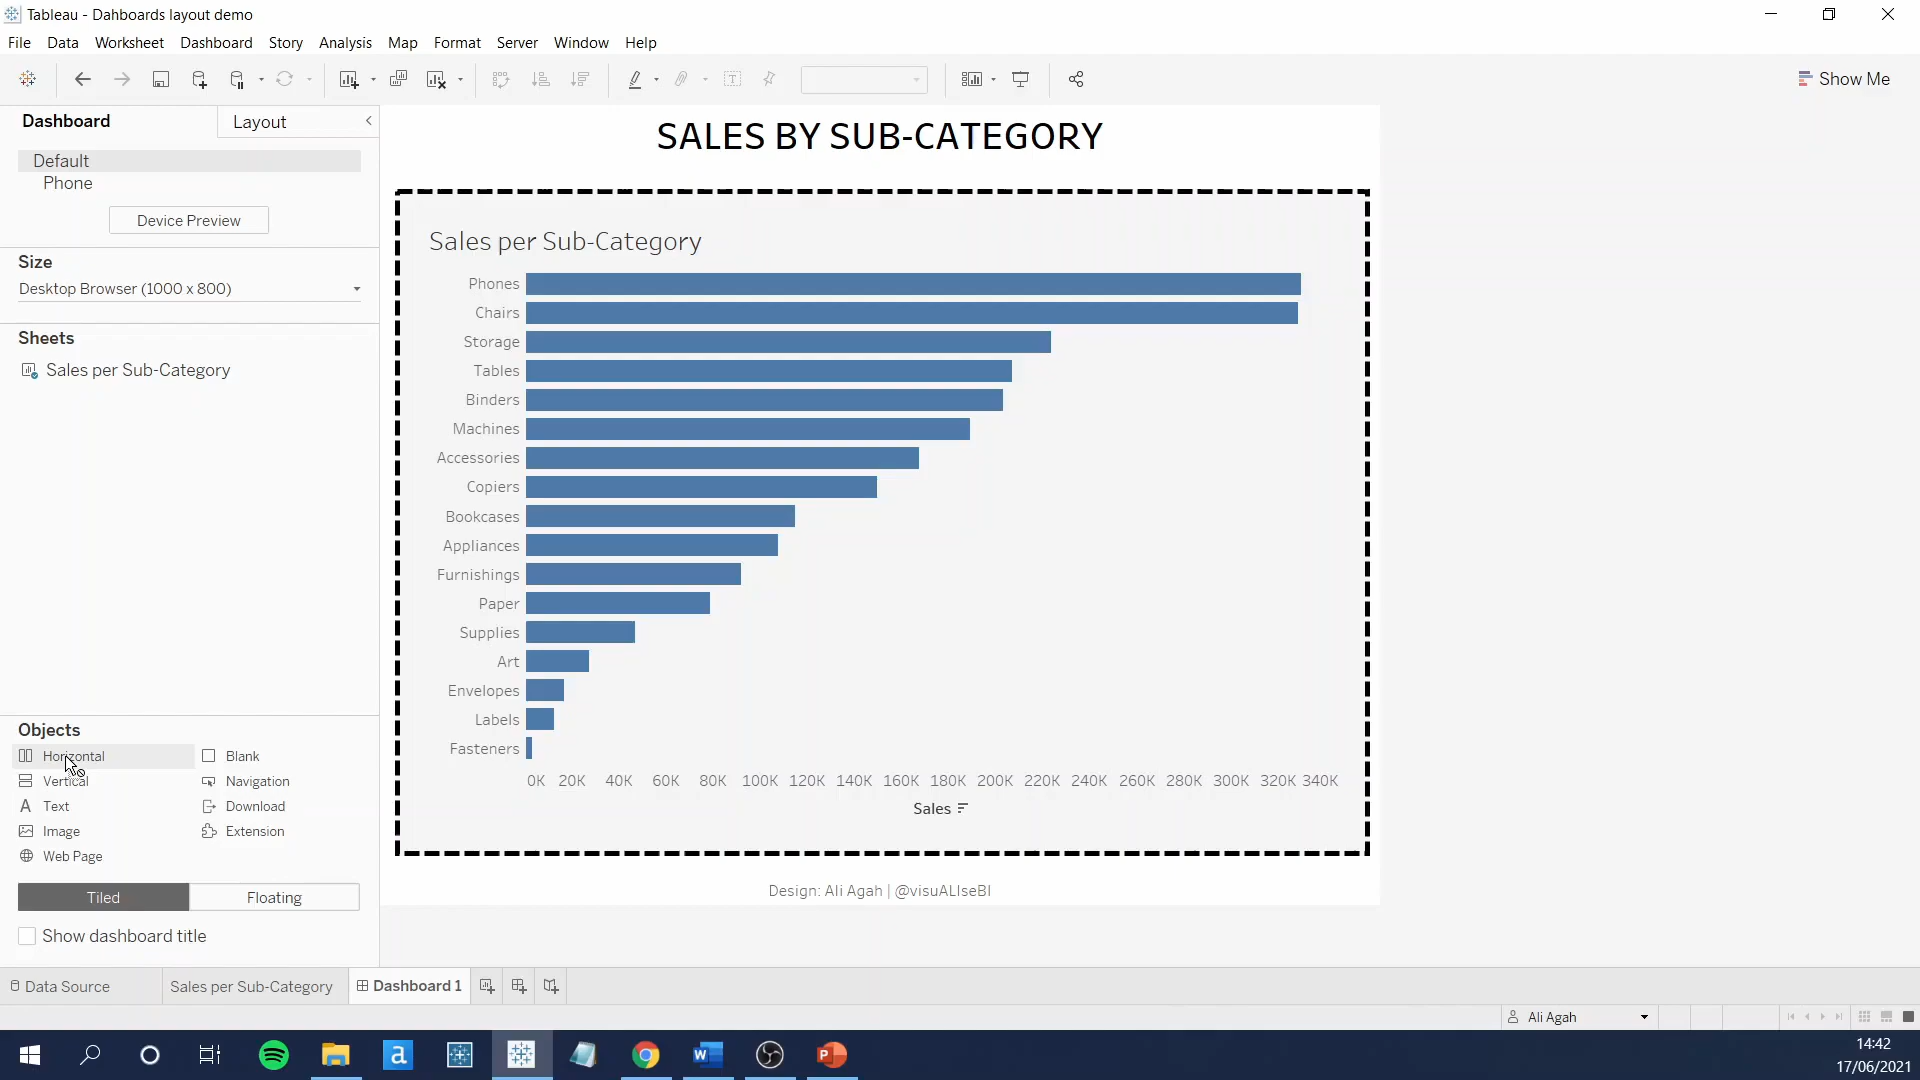 Tableau - Dahboards layout demo
File Data Worksheet Dashboard Story Analysis Map Format Server Window Help
Show Me
Dashboard Layout
Default
Phone
Device Preview
Size
Desktop Browser (1000 x 800)
Sheets
Sales per Sub-Category
Objects
Horizontal Blank
Vertical Navigation
Text Download
Image Extension
Web Page
Tiled Floating
Show dashboard title
SALES BY SUB-CATEGORY
Sales per Sub-Category
Phones
Chairs
Storage
Tables
Binders
Machines
Accessories
Copiers
Bookcases
Appliances
Furnishings
Paper
Supplies
Art
Envelopes
Labels
Fasteners
0K 20K 40K 60K 80K 100K 120K 140K 160K 180K 200K 220K 240K 260K 280K 300K 320K 340K
Sales
Design: Ali Agah | @visuALIseBI
Data Source Sales per Sub-Category Dashboard 1
Ali Agah
14:42
17/06/2021